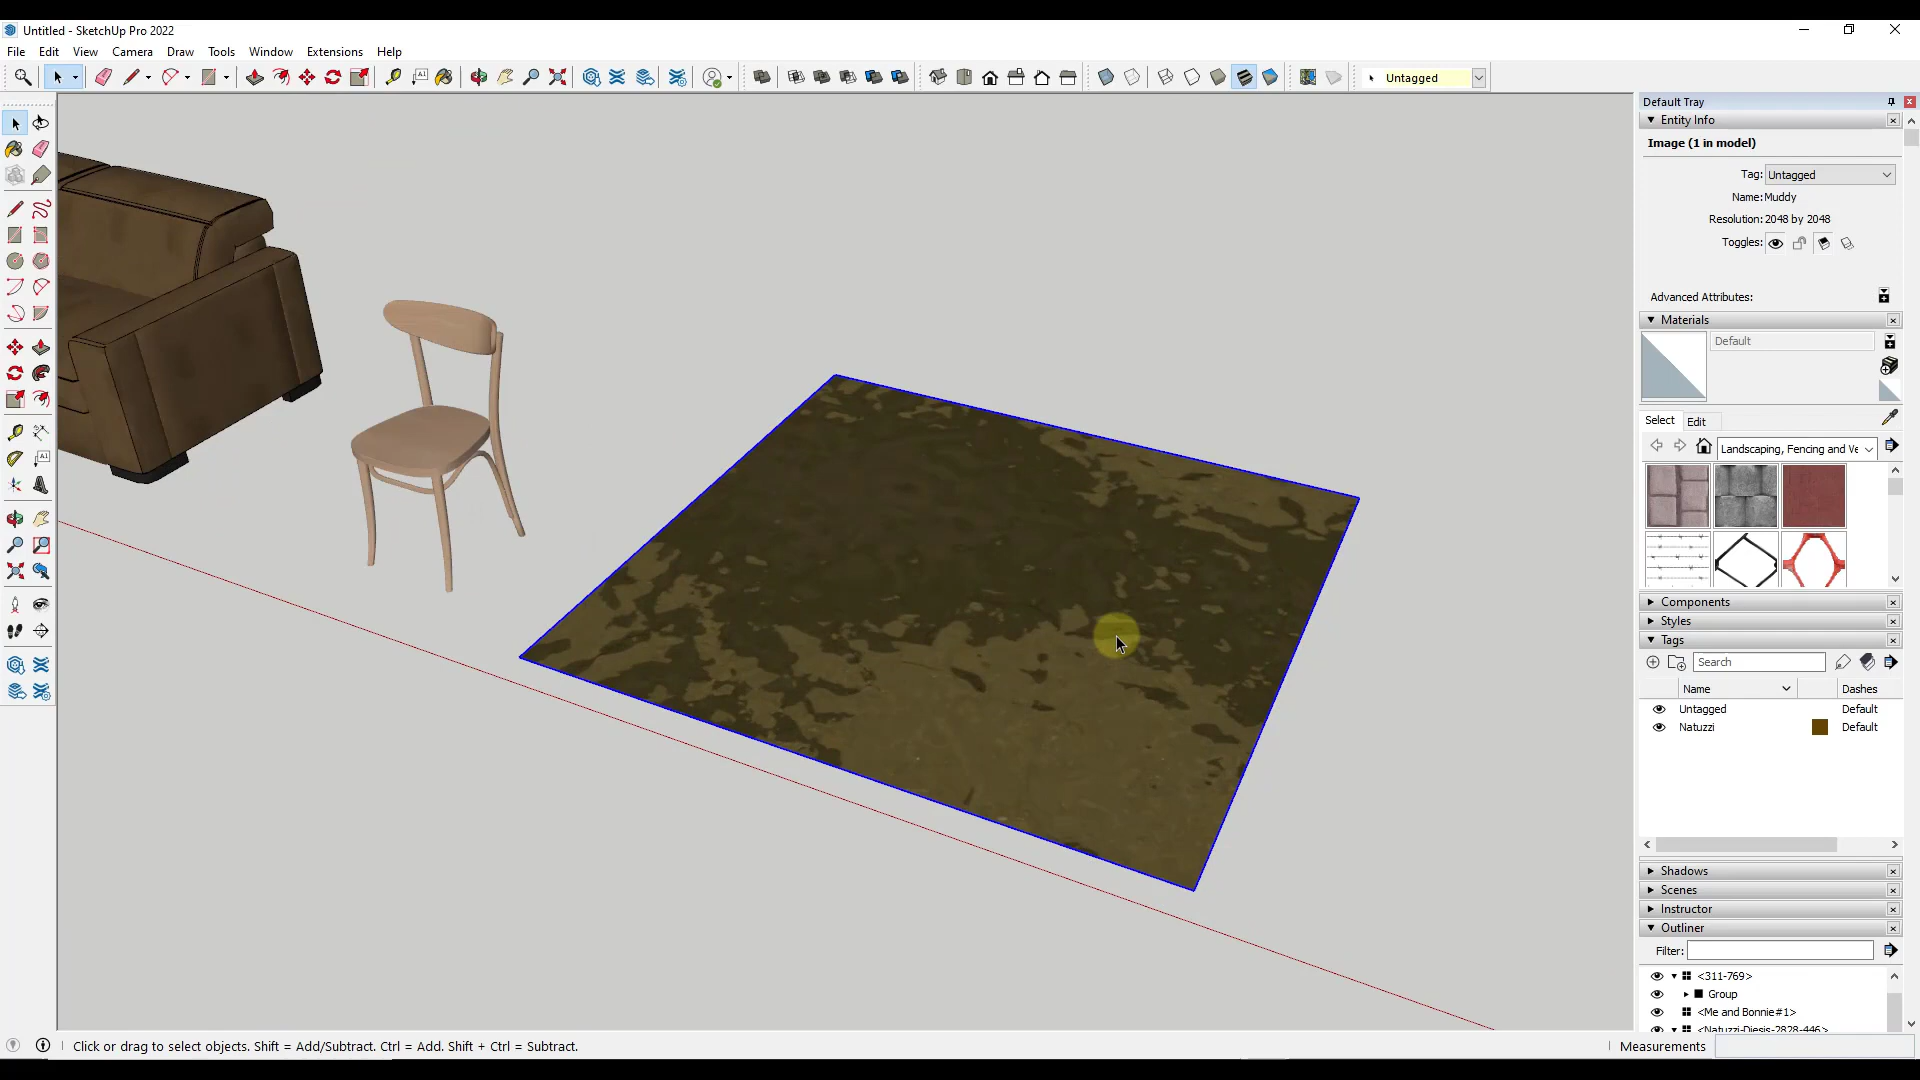 Untitled - SketchUp Pro 2022
File Edit View Camera Draw Tools Window Extensions Help
Untagged
Default Tray
Entity Info
Image (1 in model)
Tag: Untagged
Name: Muddy
Resolution: 2048 by 2048
Toggles:
Advanced Attributes:
Materials
Default
Select Edit
Landscaping, Fencing and Ve
Components
Styles
Tags
Search
Name Dashes
Untagged Default
Natuzzi Default
Shadows
Scenes
Instructor
Outliner
Filter:
<311-769>
Group
<Me and Bonnie#1>
<Natuzzi-Diesis-2828-446>
Click or drag to select objects. Shift = Add/Subtract. Ctrl = Add. Shift + Ctrl = Subtract.
Measurements